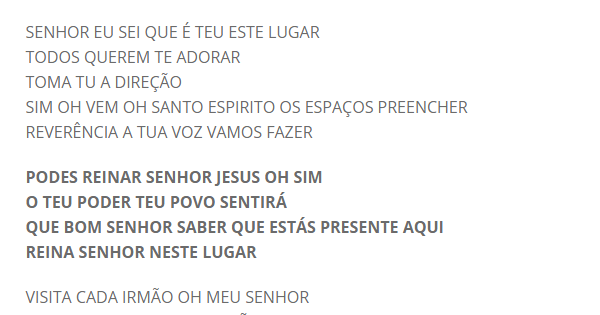 SENHOR EU SEI QUE É TEU ESTE LUGAR
TODOS QUEREM TE ADORAR
TOMA TU A DIREÇÃO
SIM OH VEM OH SANTO ESPIRITO OS ESPAÇOS PREENCHER
REVERÊNCIA A TUA VOZ VAMOS FAZER
PODES REINAR SENHOR JESUS OH SIM
O TEU PODER TEU POVO SENTIRÁ
QUE BOM SENHOR SABER QUE ESTÁS PRESENTE AQUI
REINA SENHOR NESTE LUGAR
VISITA CADA IRMÃO OH MEU SENHOR